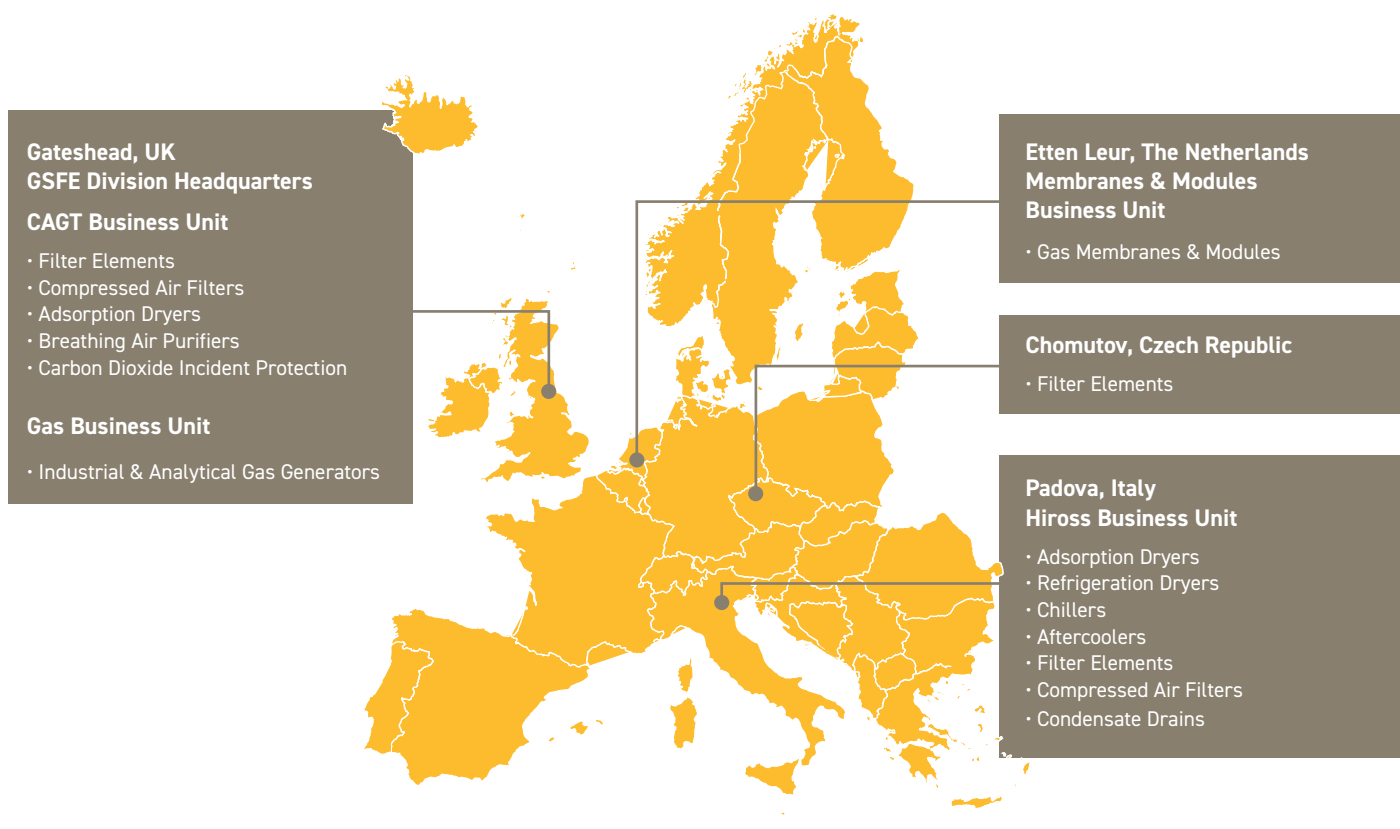 Gateshead, UK
GSFE Division Headquarters
CAGT Business Unit
· Filter Elements
· Compressed Air Filters
· Adsorption Dryers
· Breathing Air Purifiers
· Carbon Dioxide Incident Protection
Gas Business Unit
· Industrial & Analytical Gas Generators
Etten Leur, The Netherlands
Membranes & Modules
Business Unit
· Gas Membranes & Modules
Chomutov, Czech Republic
· Filter Elements
Padova, Italy
Hiross Business Unit
· Adsorption Dryers
· Refrigeration Dryers
· Chillers
· Aftercoolers
· Filter Elements
· Compressed Air Filters
· Condensate Drains